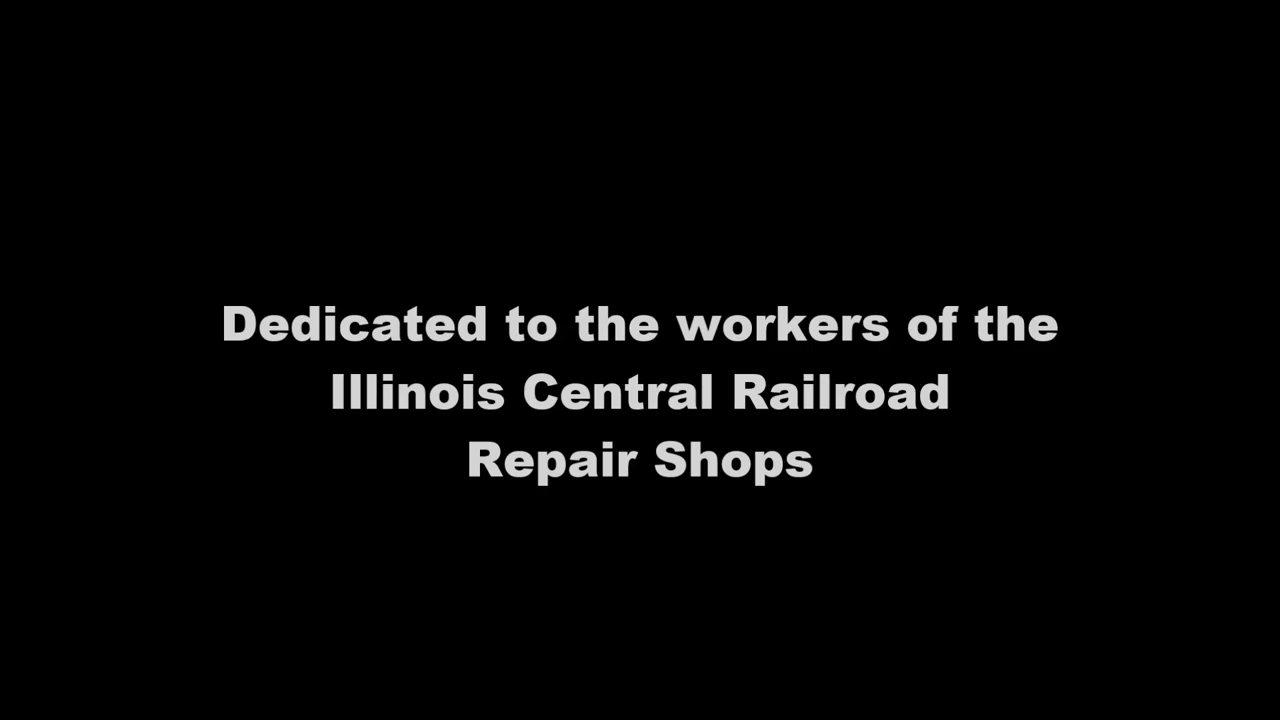 Dedicated to the workers of the
Illinois Central Railroad
Repair Shops